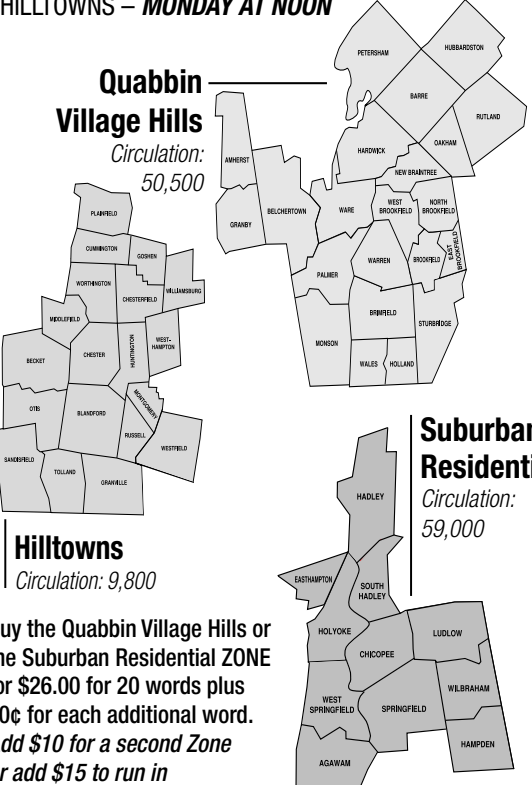 HILLTOWNS – MONDAY AT NOON
Quabbin
Village Hills
Circulation:
50,500
PETERSHAM
HUBBARDSTON
BARRE
RUTLAND
OAKHAM
HARDWICK
NEW BRAINTREE
AMHERST
BELCHERTOWN
GRANBY
WARE
WEST
BROOKFIELD
NORTH
BROOKFIELD
EAST
BROOKFIELD
BROOKFIELD
WARREN
PALMER
BRIMFIELD
STURBRIDGE
MONSON
WALES
HOLLAND
PLAINFIELD
CUMMINGTON
GOSHEN
WORTHINGTON
WILLIAMSBURG
CHESTERFIELD
MIDDLEFIELD
WEST-
HAMPTON
HUNTINGTON
CHESTER
BECKET
MONTGOMERY
OTIS
BLANDFORD
RUSSELL
WESTFIELD
SANDISFIELD
TOLLAND
GRANVILLE
Hilltowns
Circulation: 9,800
Suburban
Residenti
Circulation:
59,000
HADLEY
EASTHAMPTON
SOUTH
HADLEY
HOLYOKE
LUDLOW
CHICOPEE
WILBRAHAM
WEST
SPRINGFIELD
SPRINGFIELD
HAMPDEN
AGAWAM
uy the Quabbin Village Hills or
he Suburban Residential ZONE
or $26.00 for 20 words plus
0¢ for each additional word.
dd $10 for a second Zone
r add $15 to run in